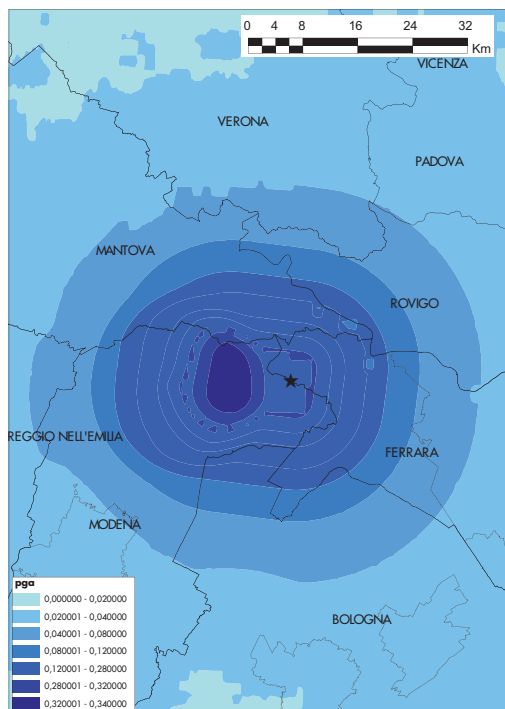 0 4 8 16 24 32
Km
VICENZA
VERONA
PADOVA
MANTOVA
ROVIGO
REGGIO NELL'EMILIA
FERRARA
MODENA
BOLOGNA
pga
0,000000 - 0,020000
0,020001 - 0,040000
0,040001 - 0,080000
0,080001 - 0,120000
0,120001 - 0,280000
0,280001 - 0,320000
0,320001 - 0,340000